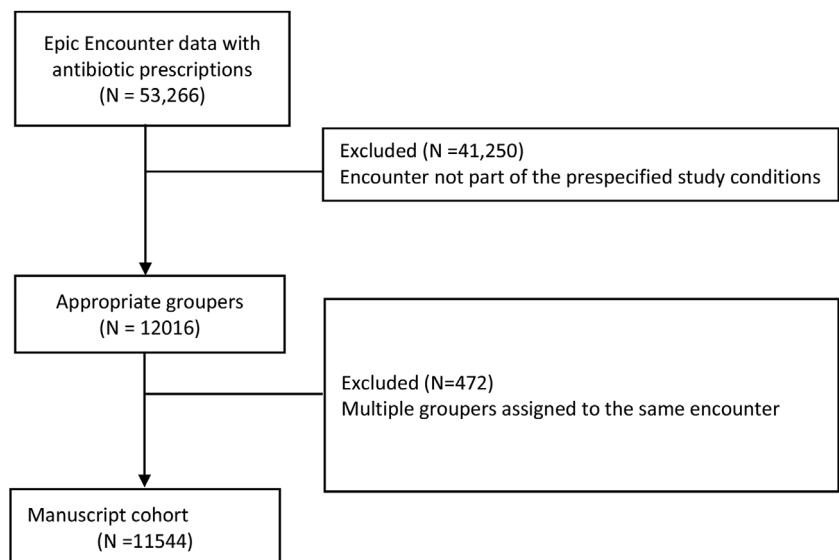 Epic Encounter data with
antibiotic prescriptions
(N = 53,266)
Excluded (N =41,250)
Encounter not part of the prespecified study conditions
Appropriate groupers
(N = 12016)
Excluded (N=472)
Multiple groupers assigned to the same encounter
Manuscript cohort
(N =11544)